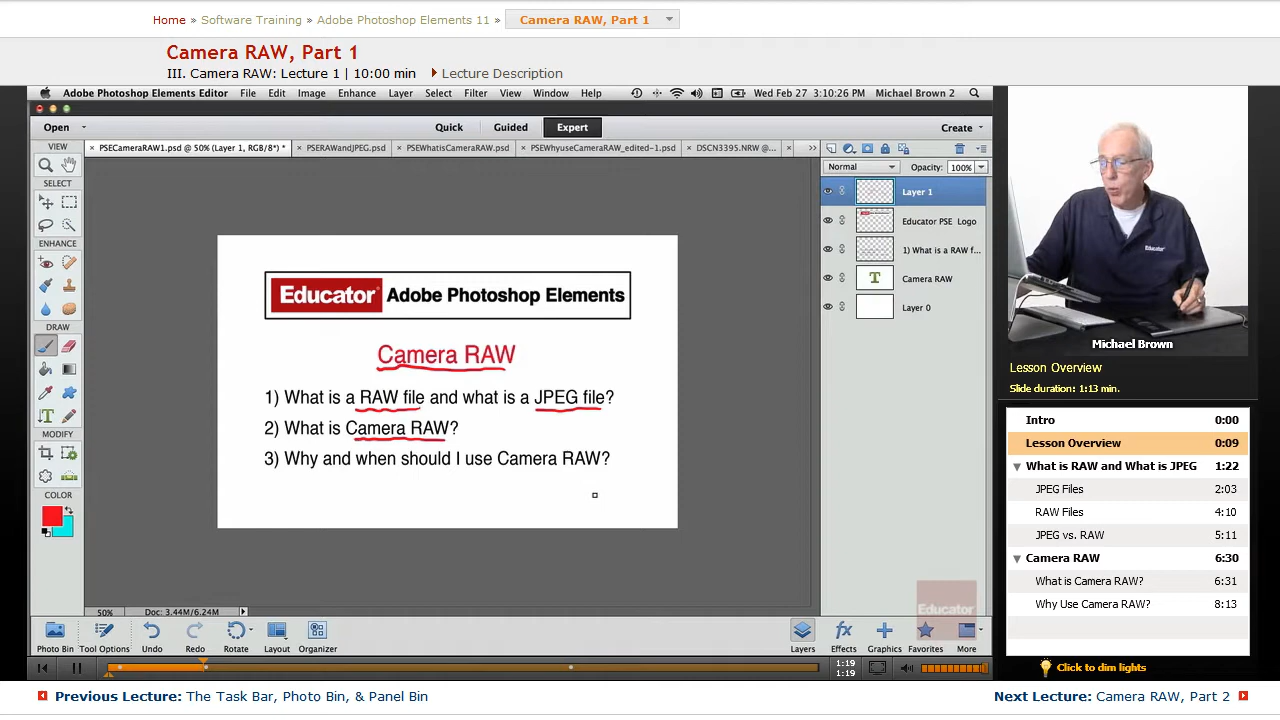 Home » Software Training » Adobe Photoshop Elements 11 » Camera RAW, Part 1
Camera RAW, Part 1
III. Camera RAW: Lecture 1 | 10:00 min Lecture Description
Adobe Photoshop Elements Editor File Edit Image Enhance Layer Select Filter View Window Help Wed Feb 27 3:10:26 PM Michael Brown 2
Open Quick Guided Expert Create
VIEW
× PSECameraRAW1.psd @ 50% (Layer 1, RGB/8*) * × PSERAWandJPEG.psd × PSEWhatisCameraRAW.psd × PSEWhyuseCameraRAW_edited-1.psd × DSCN3395.NRW @... ×
Normal Opacity: 100%
SELECT
Layer 1
Educator PSE Logo
1) What is a RAW f...
Camera RAW
Layer 0
ENHANCE
DRAW
MODIFY
COLOR
Educator Adobe Photoshop Elements
Camera RAW
1) What is a RAW file and what is a JPEG file?
2) What is Camera RAW?
3) Why and when should I use Camera RAW?
Educator
50% Doc: 3.44M/6.24M
Photo Bin Tool Options Undo Redo Rotate Layout Organizer Layers Effects Graphics Favorites More
1:19
1:19
Educator
Michael Brown
Lesson Overview
Slide duration: 1:13 min.
Intro 0:00
Lesson Overview 0:09
What is RAW and What is JPEG 1:22
JPEG Files 2:03
RAW Files 4:10
JPEG vs. RAW 5:11
Camera RAW 6:30
What is Camera RAW? 6:31
Why Use Camera RAW? 8:13
Click to dim lights
Previous Lecture: The Task Bar, Photo Bin, & Panel Bin
Next Lecture: Camera RAW, Part 2